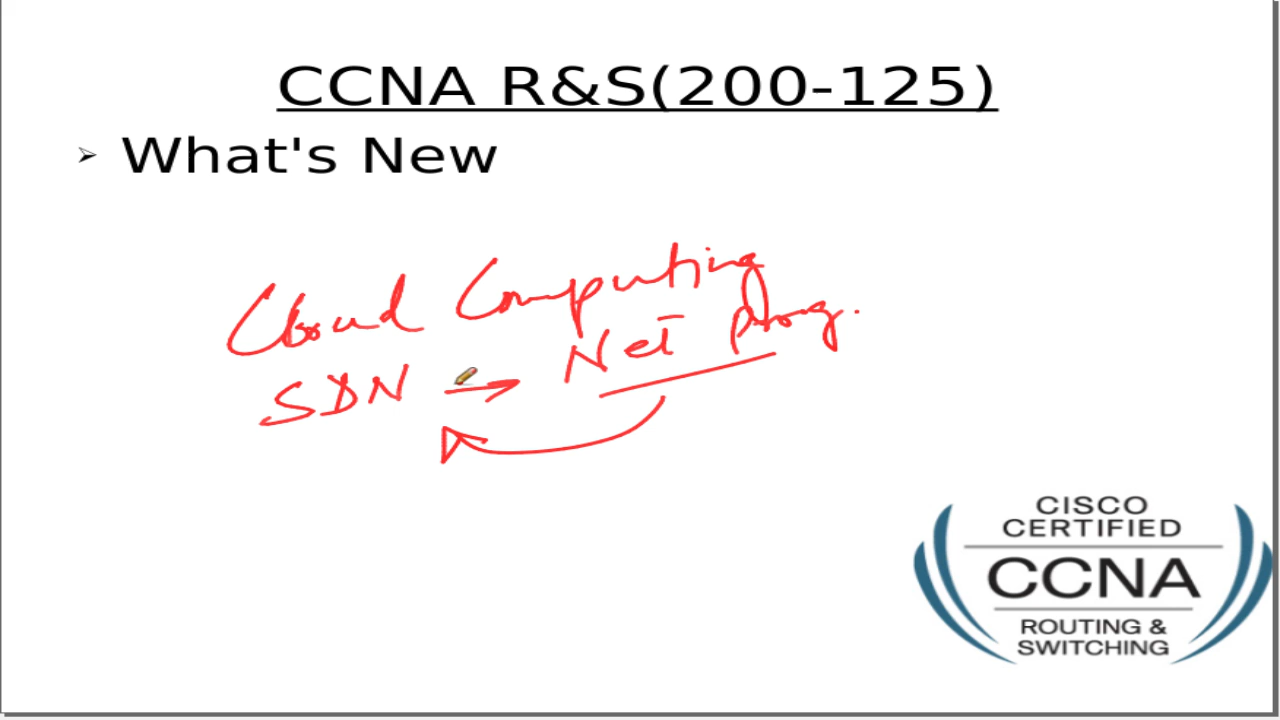 CCNA R&S(200-125)
➢ What's New
Cloud Computing
SDN → Net Prog.
CISCO
CERTIFIED
CCNA
ROUTING &
SWITCHING